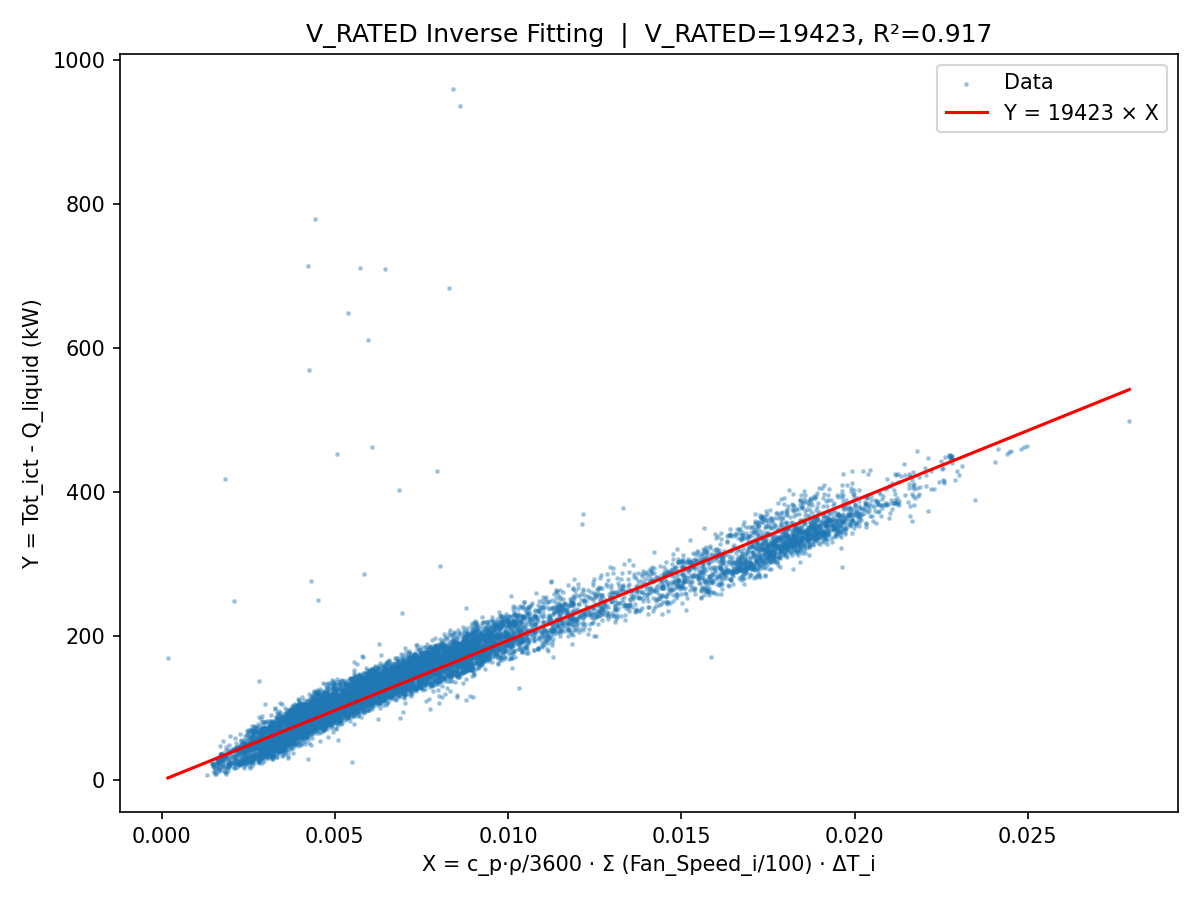 V_RATED Inverse Fitting | V_RATED=19423, R²=0.917
Data
Y = 19423 × X
1000
800
600
400
200
0
Y = Tot_ict - Q_liquid (kW)
0.000 0.005 0.010 0.015 0.020 0.025
X = c_p·ρ/3600 · Σ (Fan_Speed_i/100) · ΔT_i